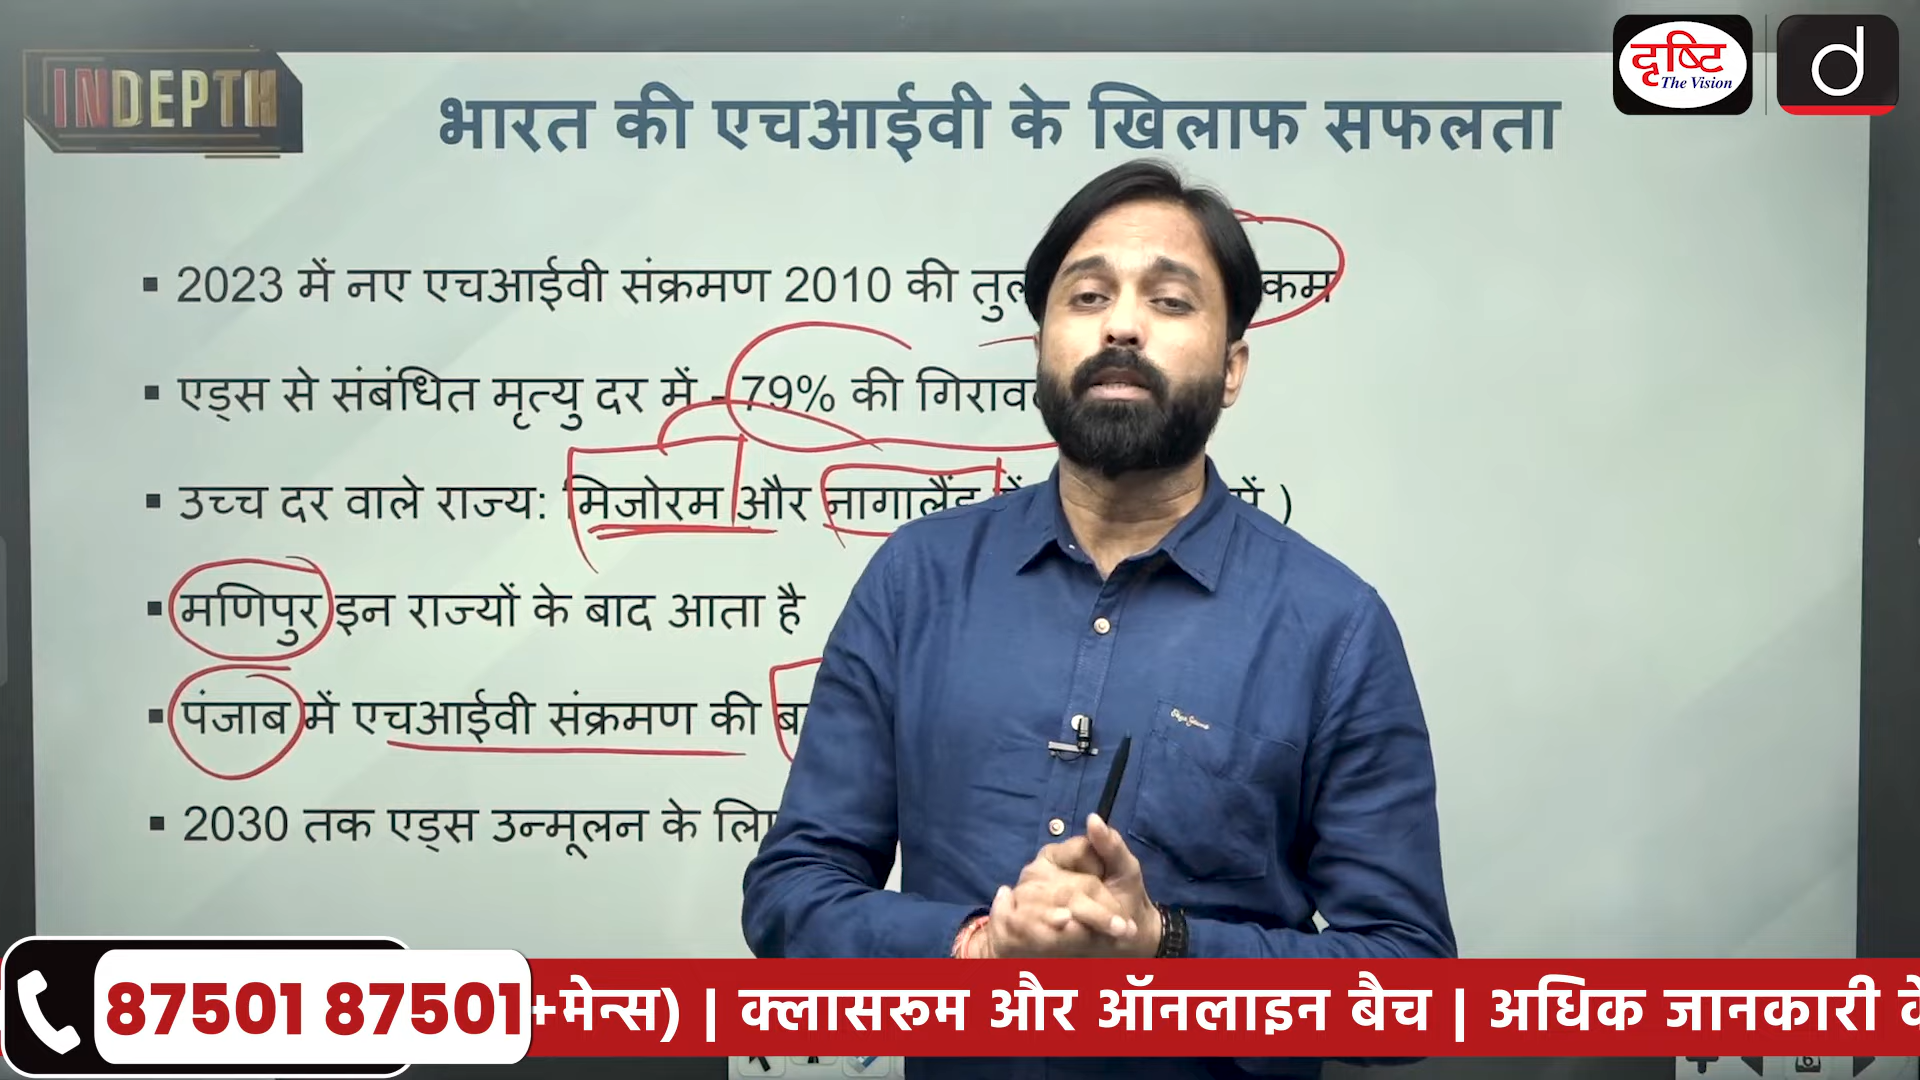 INDEPTH
भारत की एचआईवी के खिलाफ सफलता
दृष्टि
The Vision
d
▪ 2023 में नए एचआईवी संक्रमण 2010 की कम
▪ एड्स से संबंधित मृत्यु दर में - 79% की
▪ उच्च दर वाले राज्य: मिजोरम और नागालैंड में )
▪ मणिपुर इन राज्यों के बाद आता है
▪ पंजाब में एचआईवी संक्रमण की
▪ 2030 तक एड्स उन्मूलन के
87501 87501
+मेन्स) | क्लासरूम और ऑनलाइन बैच | अधिक जानकारी